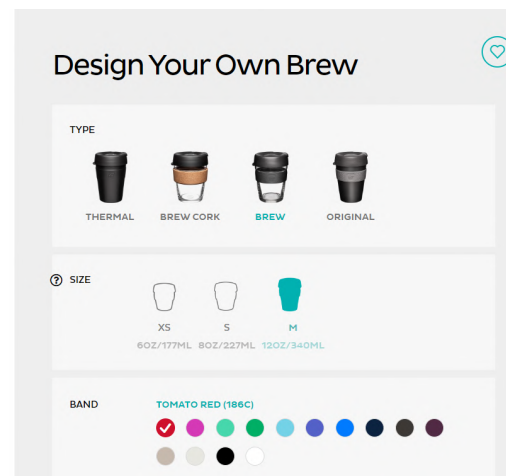 Design Your Own Brew
TYPE
THERMAL BREW CORK BREW ORIGINAL
SIZE
XS S M
6OZ/177ML 8OZ/227ML 12OZ/340ML
BAND TOMATO RED (186C)